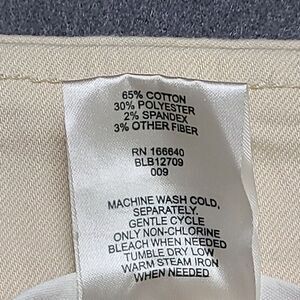 65% COTTON
30% POLYESTER
2% SPANDEX
3% OTHER FIBER
RN 166640
BLB12709
009
MACHINE WASH COLD,
SEPARATELY,
GENTLE CYCLE
ONLY NON-CHLORINE
BLEACH WHEN NEEDED
TUMBLE DRY LOW
WARM STEAM IRON
WHEN NEEDED